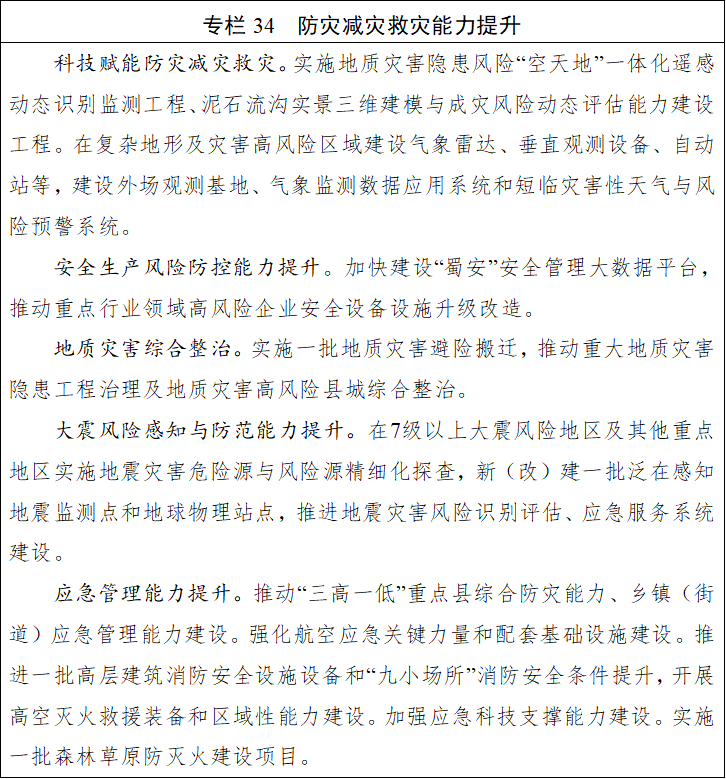 专栏 34　防灾减灾救灾能力提升
科技赋能防灾减灾救灾。实施地质灾害隐患风险“空天地”一体化遥感
动态识别监测工程、泥石流沟实景三维建模与成灾风险动态评估能力建设
工程。在复杂地形及灾害高风险区域建设气象雷达、垂直观测设备、自动
站等，建设外场观测基地、气象监测数据应用系统和短临灾害性天气与风
险预警系统。
安全生产风险防控能力提升。加快建设“蜀安”安全管理大数据平台，
推动重点行业领域高风险企业安全设备设施升级改造。
地质灾害综合整治。实施一批地质灾害避险搬迁，推动重大地质灾害
隐患工程治理及地质灾害高风险县城综合整治。
大震风险感知与防范能力提升。在7级以上大震风险地区及其他重点
地区实施地震灾害危险源与风险源精细化探查，新（改）建一批泛在感知
地震监测点和地球物理站点，推进地震灾害风险识别评估、应急服务系统
建设。
应急管理能力提升。推动“三高一低”重点县综合防灾能力、乡镇（街
道）应急管理能力建设。强化航空应急关键力量和配套基础设施建设。推
进一批高层建筑消防安全设施设备和“九小场所”消防安全条件提升，开展
高空灭火救援装备和区域性能力建设。加强应急科技支撑能力建设。实施
一批森林草原防灭火建设项目。